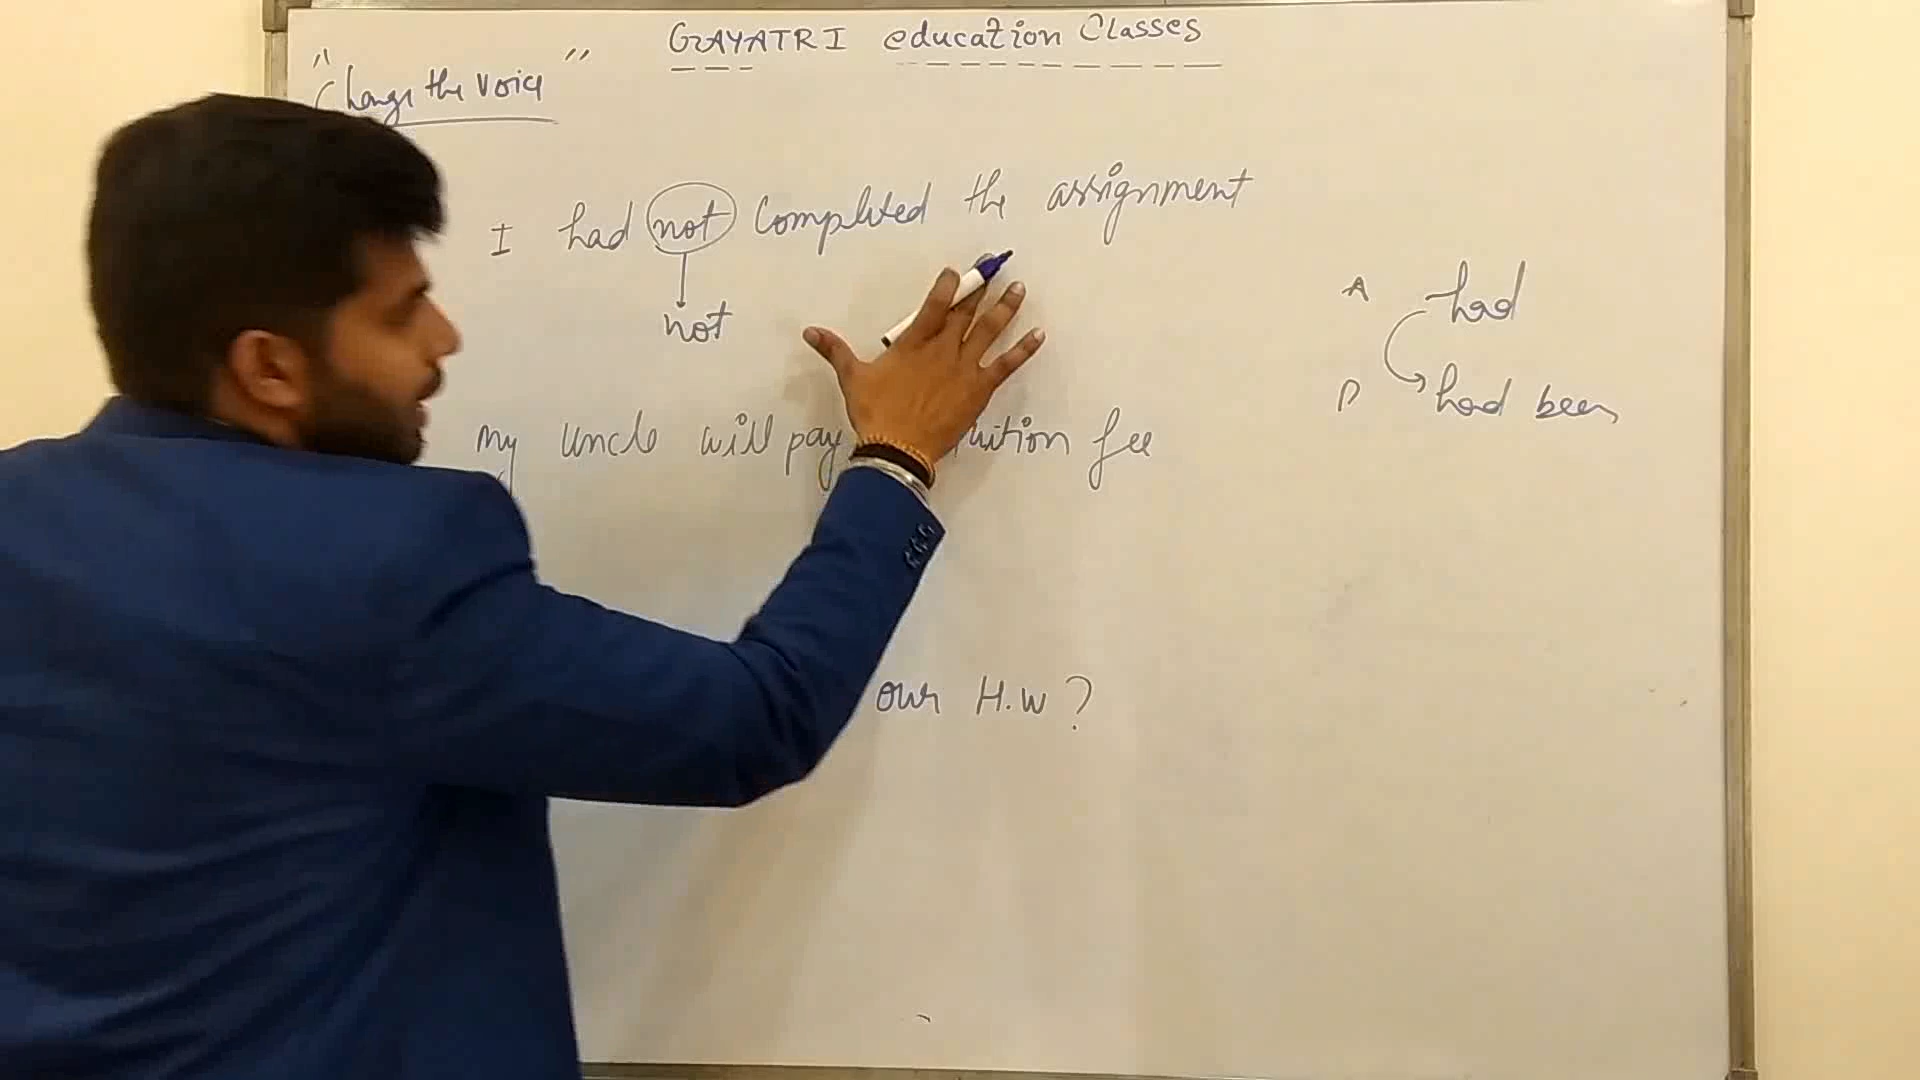 GAYATRI education Classes
"Change the Voice"
I had not completed the assignment
not
A had
P had been
my uncle will pay tuition fee
our H.W ?